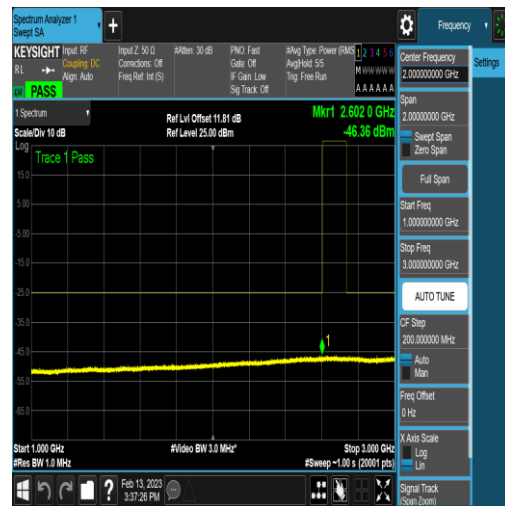 Spectrum Analyzer 1
Swept SA
+
Frequency
KEYSIGHT
RL
Input: RF
Coupling: DC
Align: Auto
Input Z: 50 Ω
Corrections: Off
Freq Ref: Int (S)
#Atten: 30 dB
PNO: Fast
Gate: Off
IF Gain: Low
Sig Track: Off
#Avg Type: Power (RMS
Avg|Hold: 5/5
Trig: Free Run
1 2 3 4 5 6
M W W W W W
A A A A A A
PASS
1 Spectrum
Scale/Div 10 dB
Ref Lvl Offset 11.81 dB
Ref Level 25.00 dBm
Mkr1 2.602 0 GHz
-46.36 dBm
Log
Trace 1 Pass
15.0
5.00
-5.00
-15.0
-25.0
-35.0
-45.0
-55.0
-65.0
1
Start 1.000 GHz
#Res BW 1.0 MHz
#Video BW 3.0 MHz*
Stop 3.000 GHz
#Sweep ~1.00 s (20001 pts)
Feb 13, 2023
3:37:26 PM
?
Center Frequency
2.000000000 GHz
Settings
Span
2.00000000 GHz
Swept Span
Zero Span
Full Span
Start Freq
1.000000000 GHz
Stop Freq
3.000000000 GHz
AUTO TUNE
CF Step
200.000000 MHz
Auto
Man
Freq Offset
0 Hz
X Axis Scale
Log
Lin
Signal Track
(Span Zoom)